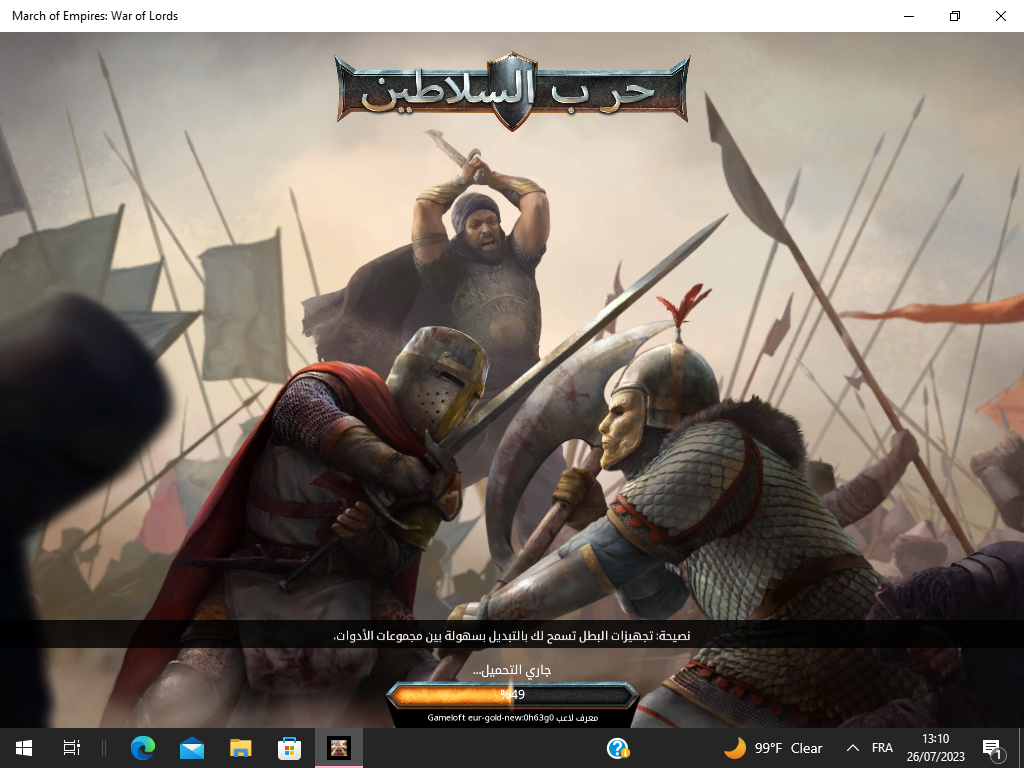 March of Empires: War of Lords
حرب السلاطين
نصيحة: تجهيزات البطل تسمح لك بالتبديل بسهولة بين مجموعات الأدوات.
جاري التحميل...
%49
معرف لاعب Gameloft eur-gold-new:0h63g0
99°F Clear
FRA
13:10
26/07/2023
1